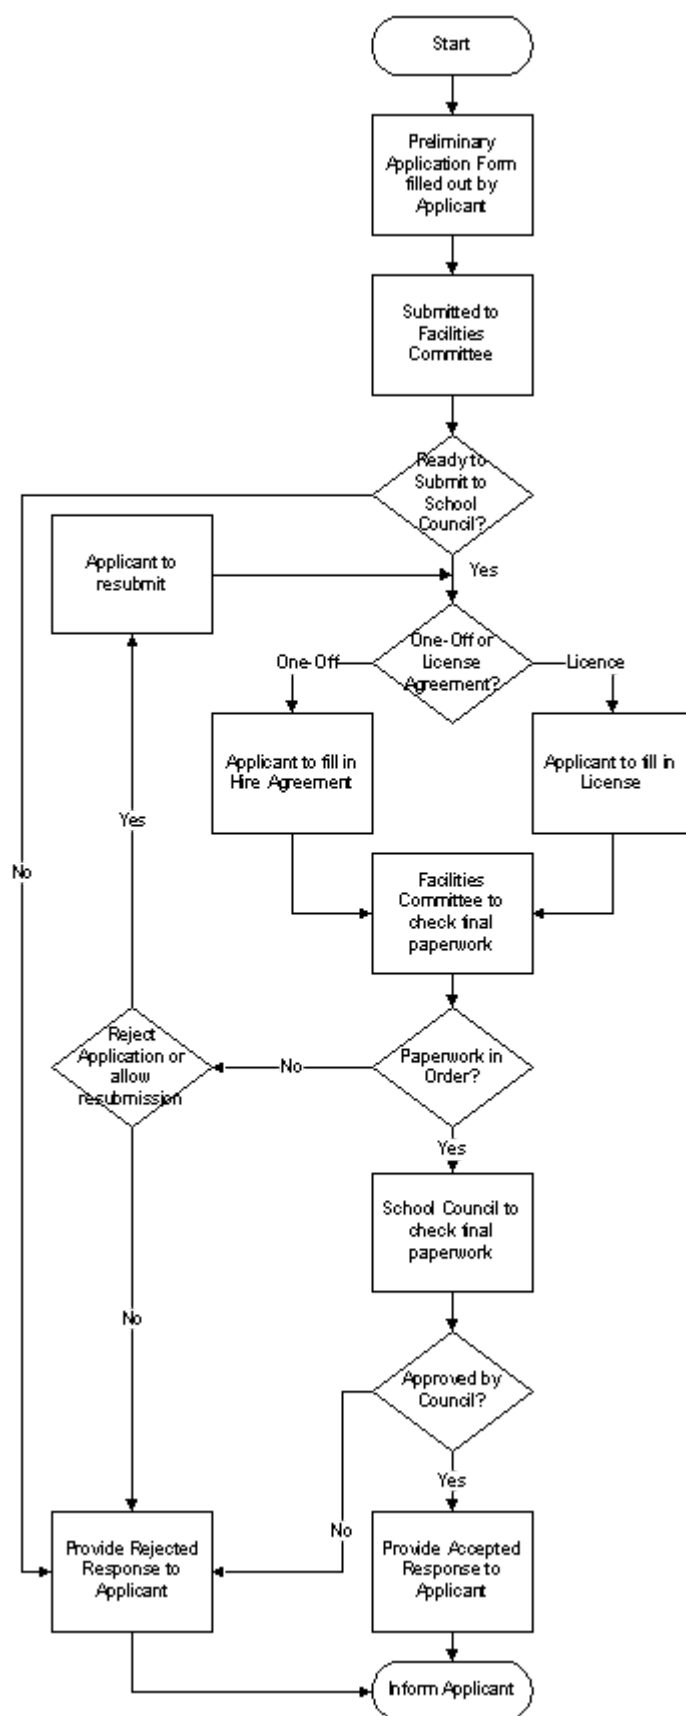 Start
Preliminary
Application Form
filled out by
Applicant
Submitted to
Facilities
Committee
Ready to
Submit to
School
Council?
Applicant to
resubmit
Yes
One-Off or
License
Agreement?
One-Off
Licence
Applicant to fill in
Hire Agreement
Applicant to fill in
License
Yes
No
Facilities
Committee to
check final
paperwork
Reject
Application or
allow
resubmission
No
Paperwork in
Order?
Yes
School Council to
check final
paperwork
No
Approved by
Council?
Yes
No
Provide Rejected
Response to
Applicant
Provide Accepted
Response to
Applicant
Inform Applicant